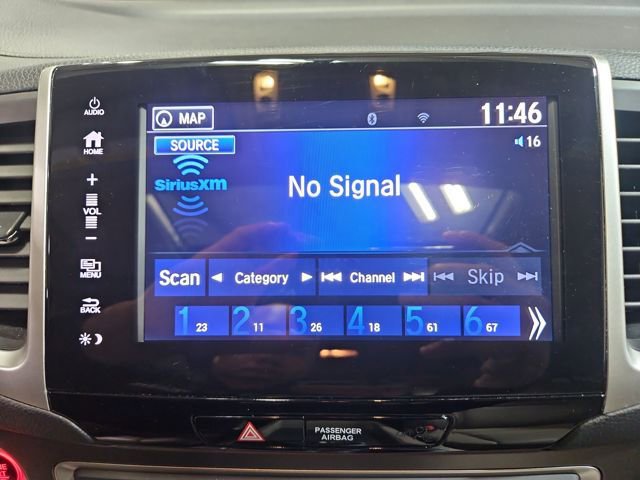 AUDIO
HOME
+
VOL
−
MENU
BACK
MAP
11:46
SOURCE
16
SiriusXM
No Signal
Scan
Category
Channel
Skip
1 23
2 11
3 26
4 18
5 61
6 67
PASSENGER
AIRBAG